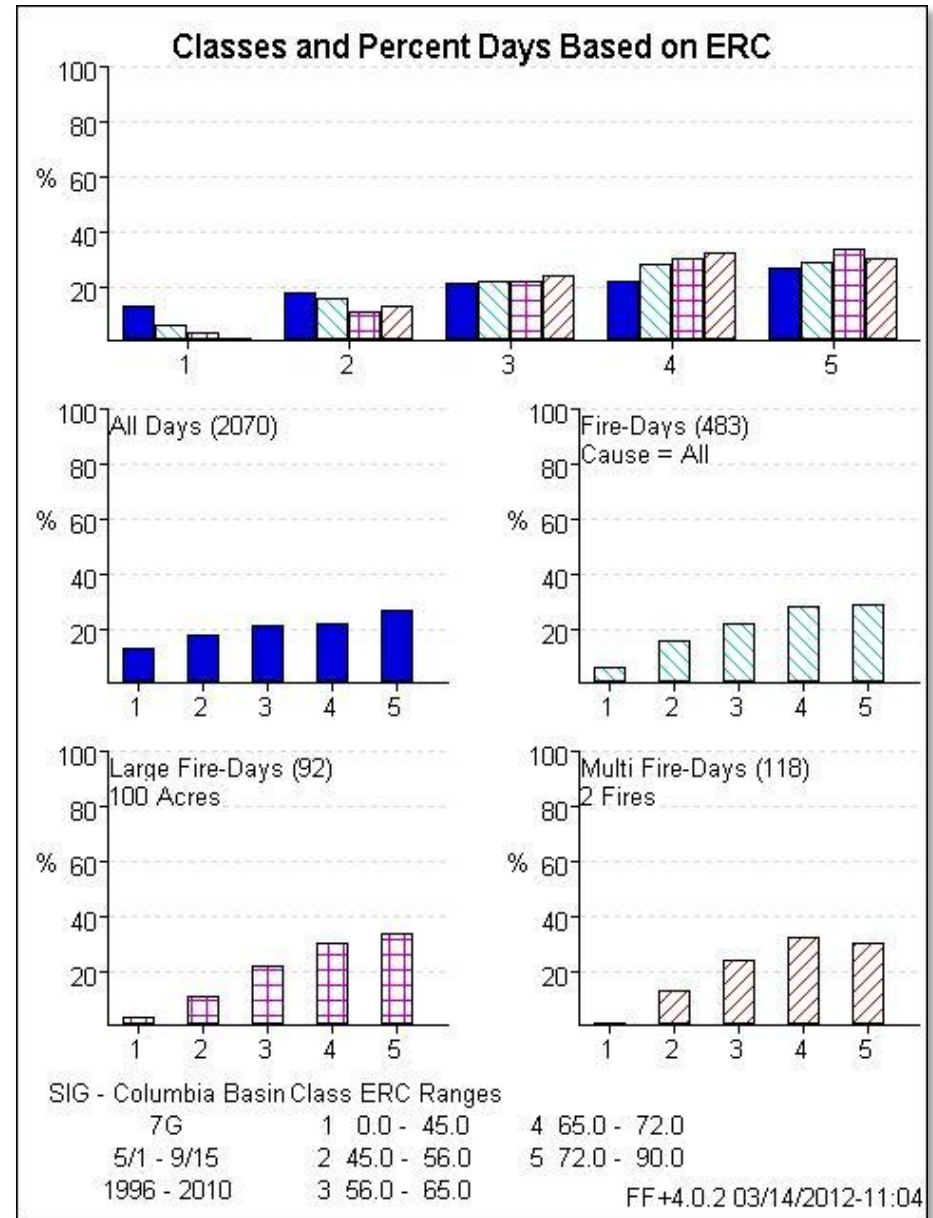 Classes and Percent Days Based on ERC
100
80
% 60
40
20
1 2 3 4 5
100 All Days (2070)
80
% 60
40
20
1 2 3 4 5
100 Fire-Days (483)
Cause = All
80
% 60
40
20
1 2 3 4 5
100 Large Fire-Days (92)
100 Acres
80
% 60
40
20
1 2 3 4 5
100 Multi Fire-Days (118)
2 Fires
80
% 60
40
20
1 2 3 4 5
SIG - Columbia Basin Class ERC Ranges
7G 1 0.0 - 45.0 4 65.0 - 72.0
5/1 - 9/15 2 45.0 - 56.0 5 72.0 - 90.0
1996 - 2010 3 56.0 - 65.0
FF+4.0.2 03/14/2012-11:04